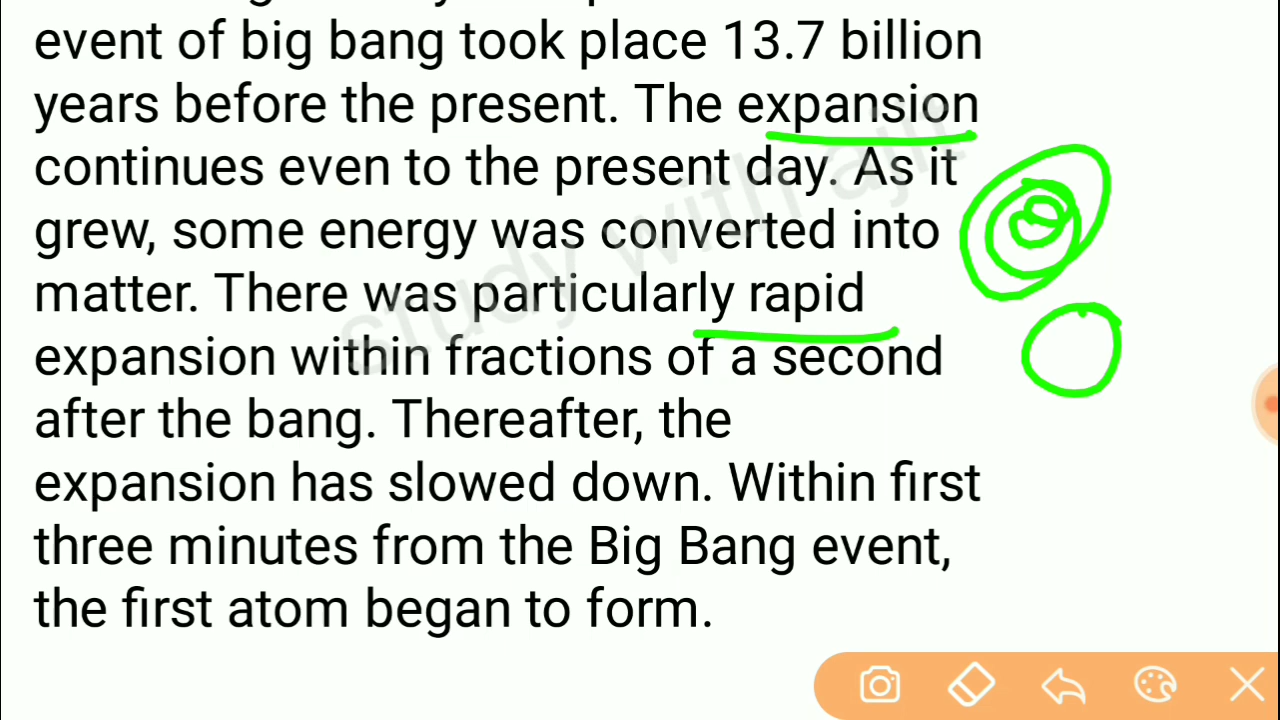 event of big bang took place 13.7 billion
years before the present. The expansion
continues even to the present day. As it
grew, some energy was converted into
matter. There was particularly rapid
expansion within fractions of a second
after the bang. Thereafter, the
expansion has slowed down. Within first
three minutes from the Big Bang event,
the first atom began to form.
study with ajit